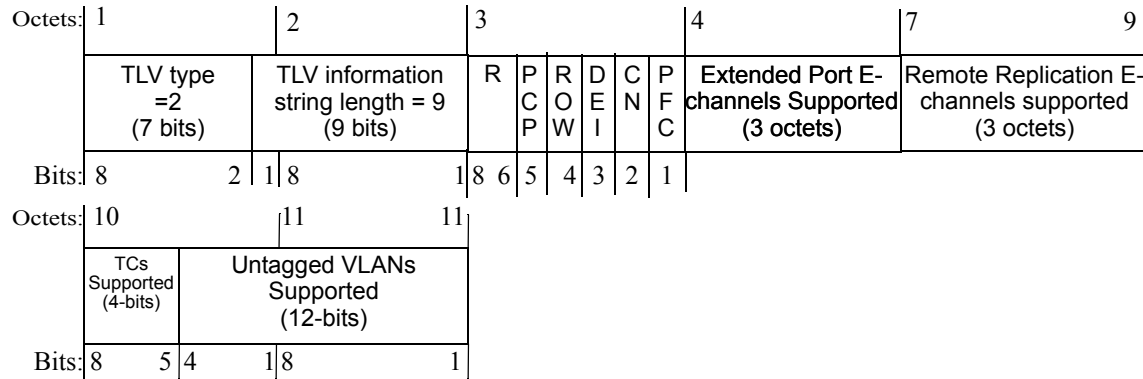 Octets: 1 2 3 4 7 9
TLV type TLV information R P R D C P Extended Port E- Remote Replication E-
=2 string length = 9 C O E N F channels Supported channels supported
(7 bits) (9 bits) P W I C (3 octets) (3 octets)
Bits: 8 2 1 8 1 8 6 5 4 3 2 1
Octets: 10 11 11
TCs Untagged VLANs
Supported Supported
(4-bits) (12-bits)
Bits: 8 5 4 1 8 1